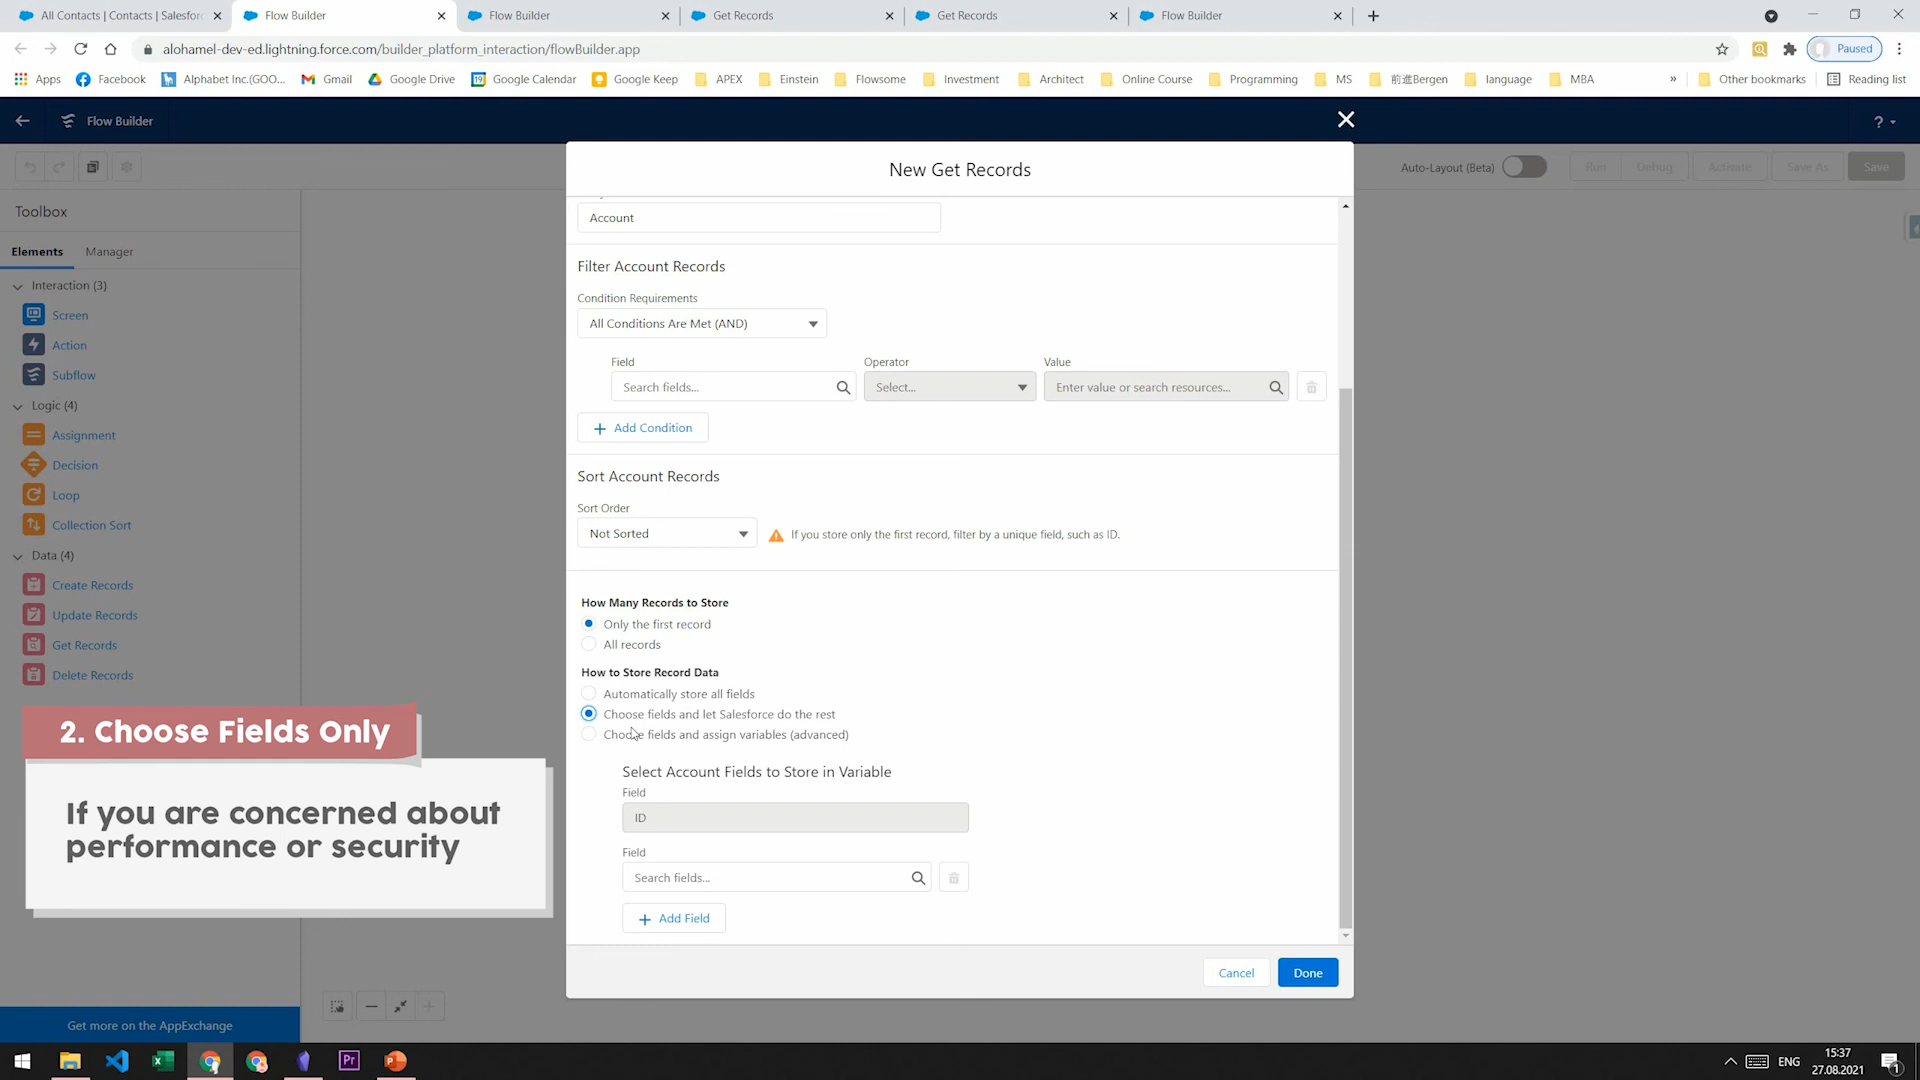 All Contacts | Contacts | Salesforc
Flow Builder
Flow Builder
Get Records
Get Records
Flow Builder
alohamel-dev-ed.lightning.force.com/builder_platform_interaction/flowBuilder.app
Paused
Apps
Facebook
Alphabet Inc.(GOO...
Gmail
Google Drive
Google Calendar
Google Keep
APEX
Einstein
Flowsome
Investment
Architect
Online Course
Programming
MS
前進Bergen
language
MBA
»
Other bookmarks
Reading list
Flow Builder
?
Auto-Layout (Beta)
Run
Debug
Activate
Save As
Save
Toolbox
Elements
Manager
Interaction (3)
Screen
Action
Subflow
Logic (4)
Assignment
Decision
Loop
Collection Sort
Data (4)
Create Records
Update Records
Get Records
Delete Records
2. Choose Fields Only
If you are concerned about
performance or security
Get more on the AppExchange
New Get Records
Account
Filter Account Records
Condition Requirements
All Conditions Are Met (AND)
Field
Operator
Value
Search fields...
Select...
Enter value or search resources...
Add Condition
Sort Account Records
Sort Order
Not Sorted
If you store only the first record, filter by a unique field, such as ID.
How Many Records to Store
Only the first record
All records
How to Store Record Data
Automatically store all fields
Choose fields and let Salesforce do the rest
Choose fields and assign variables (advanced)
Select Account Fields to Store in Variable
Field
ID
Field
Search fields...
Add Field
Cancel
Done
Pr
ENG
15:37
27.08.2021
1